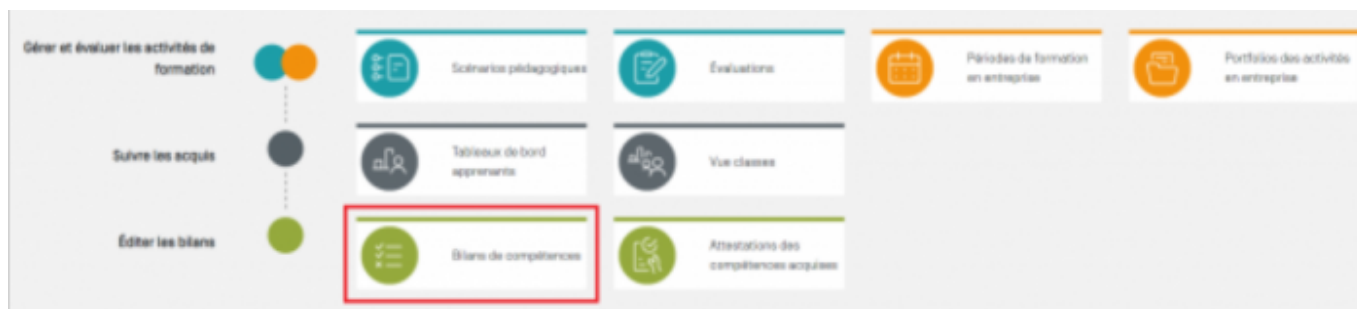 Gérer et évaluer les activités de
formation
Scénarios pédagogiques
Évaluations
Périodes de formation
en entreprise
Portfolios des activités
en entreprise
Suivre les acquis
Tableaux de bord
apprenants
Vue classes
Éditer les bilans
Bilans de compétences
Attestations des
compétences acquises